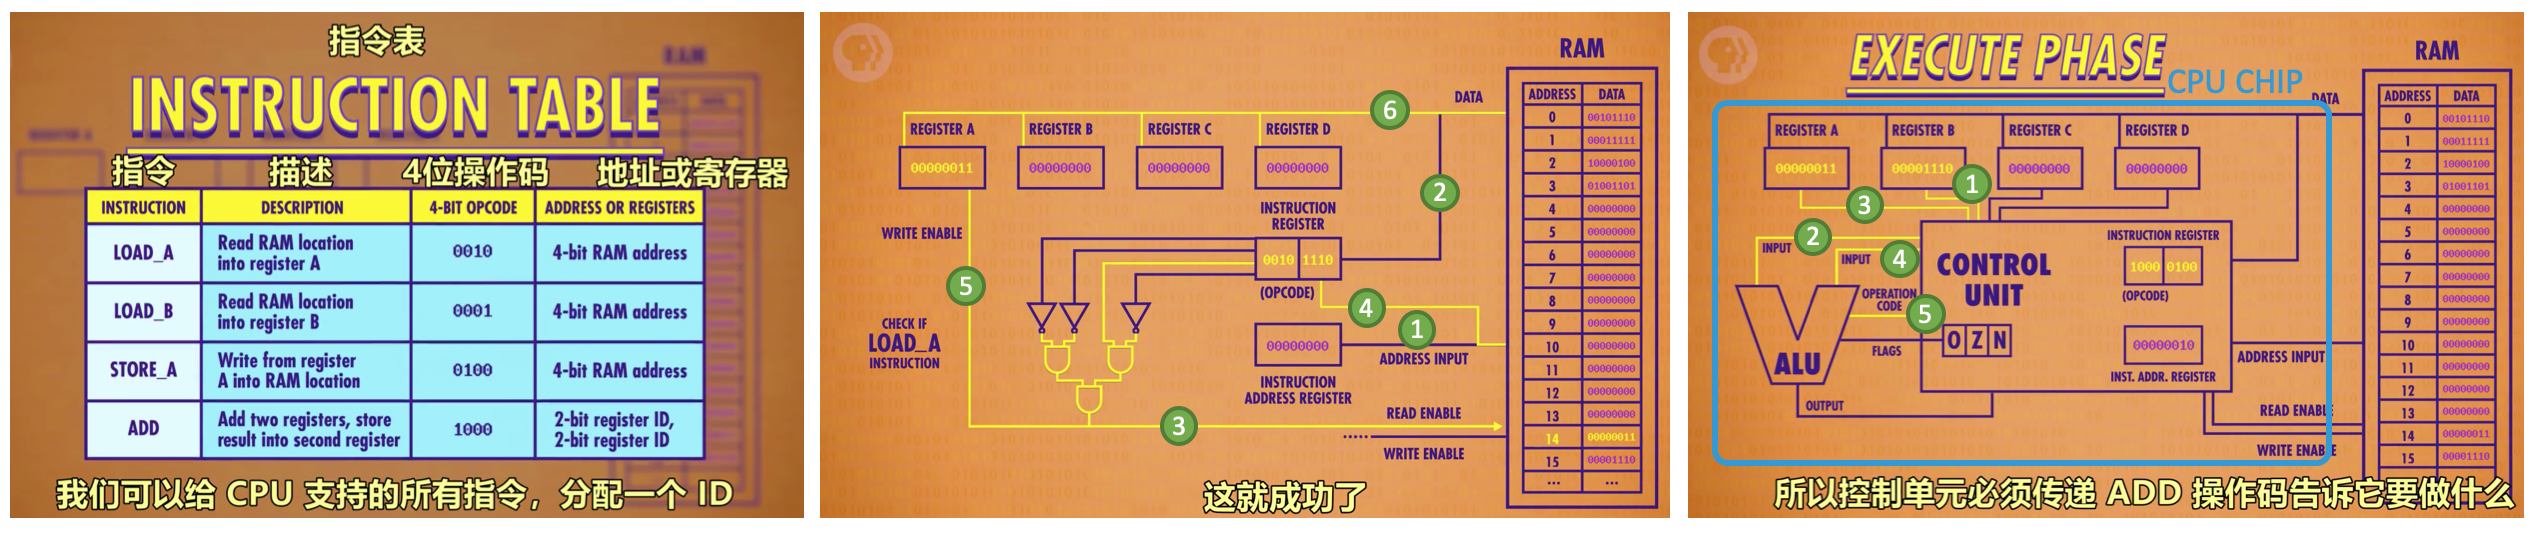 指令表
INSTRUCTION TABLE
指令 描述 4位操作码 地址或寄存器
INSTRUCTION DESCRIPTION 4-BIT OPCODE ADDRESS OR REGISTERS
LOAD_A Read RAM location into register A 0010 4-bit RAM address
LOAD_B Read RAM location into register B 0001 4-bit RAM address
STORE_A Write from register A into RAM location 0100 4-bit RAM address
ADD Add two registers, store result into second register 1000 2-bit register ID, 2-bit register ID
我们可以给 CPU 支持的所有指令，分配一个 ID
RAM
DATA
6
REGISTER A REGISTER B REGISTER C REGISTER D
00000011 00000000 00000000 00000000
2
WRITE ENABLE
INSTRUCTION
REGISTER
0010 1110
(OPCODE)
5
4
1
CHECK IF
LOAD_A
INSTRUCTION
00000000
ADDRESS INPUT
INSTRUCTION
ADDRESS REGISTER
READ ENABLE
3
WRITE ENABLE
ADDRESS DATA
0 00101110
1 00011111
2 10000100
3 01001101
4 00000000
5 00000000
6 00000000
7 00000000
8 00000000
9 00000000
10 00000000
11 00000000
12 00000000
13 00000000
14 00000011
15 00001110
... ...
这就成功了
EXECUTE PHASE
CPU CHIP
RAM
DATA
REGISTER A REGISTER B REGISTER C REGISTER D
00000011 00001110 00000000 00000000
1
3
2
INPUT
INPUT
4
CONTROL
UNIT
INSTRUCTION REGISTER
1000 0100
(OPCODE)
OPERATION
CODE
5
O Z N
ALU
FLAGS
00000010
INST. ADDR. REGISTER
ADDRESS INPUT
OUTPUT
READ ENABLE
WRITE ENABLE
ADDRESS DATA
0 00101110
1 00011111
2 10000100
3 01001101
4 00000000
5 00000000
6 00000000
7 00000000
8 00000000
9 00000000
10 00000000
11 00000000
12 00000000
13 00000000
14 00000011
15 00001110
所以控制单元必须传递 ADD 操作码告诉它要做什么